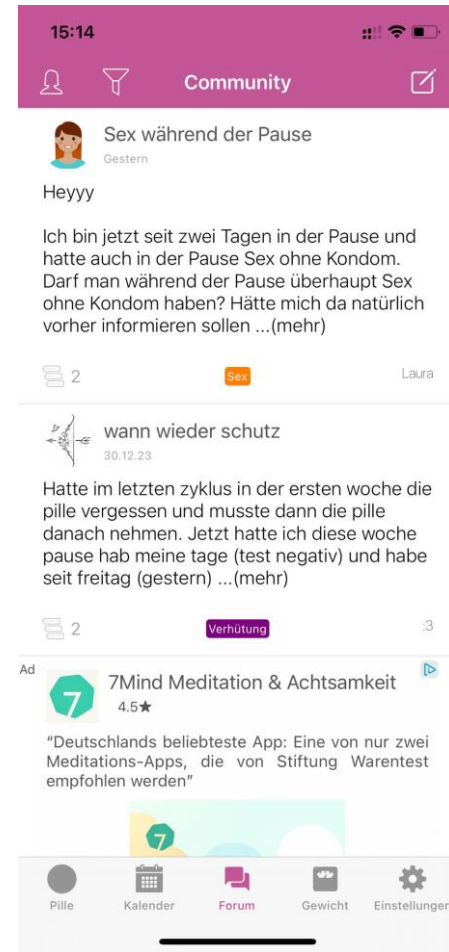 15:14
Community
Sex während der Pause
Gestern
Heyyy
Ich bin jetzt seit zwei Tagen in der Pause und
hatte auch in der Pause Sex ohne Kondom.
Darf man während der Pause überhaupt Sex
ohne Kondom haben? Hätte mich da natürlich
vorher informieren sollen ...(mehr)
2
Sex
Laura
wann wieder schutz
30.12.23
Hatte im letzten zyklus in der ersten woche die
pille vergessen und musste dann die pille
danach nehmen. Jetzt hatte ich diese woche
pause hab meine tage (test negativ) und habe
seit freitag (gestern) ...(mehr)
2
Verhütung
:3
Ad
7
7Mind Meditation & Achtsamkeit
4.5★
“Deutschlands beliebteste App: Eine von nur zwei
Meditations-Apps, die von Stiftung Warentest
empfohlen werden”
7
Pille
Kalender
Forum
Gewicht
Einstellungen